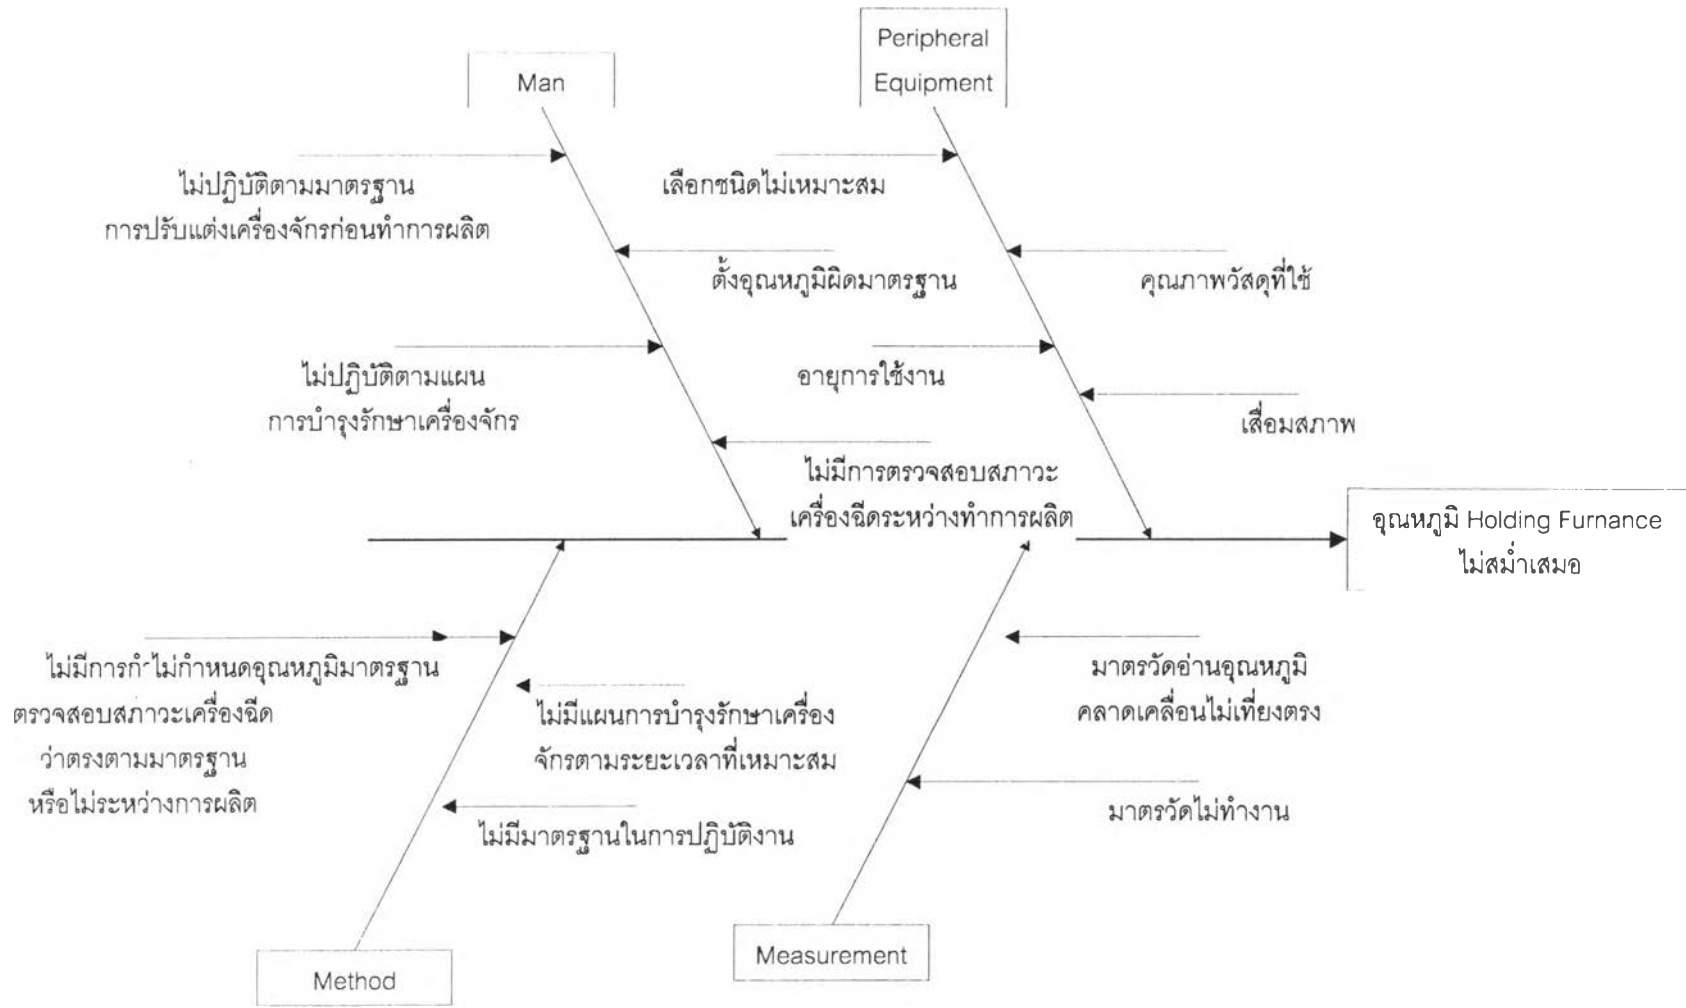 Peripheral
Equipment
Man
ไม่ปฏิบัติตามมาตรฐาน
การปรับแต่งเครื่องจักรก่อนทำการผลิต
เลือกชนิดไม่เหมาะสม
ตั้งอุณหภูมิผิดมาตรฐาน
คุณภาพวัสดุที่ใช้
ไม่ปฏิบัติตามแผน
การบำรุงรักษาเครื่องจักร
อายุการใช้งาน
เสื่อมสภาพ
ไม่มีการตรวจสอบสภาวะ
เครื่องฉีดระหว่างทำการผลิต
อุณหภูมิ Holding Furnance
ไม่สม่ำเสมอ
ไม่มีการกำ
ไม่กำหนดอุณหภูมิมาตรฐาน
ตรวจสอบสภาวะเครื่องฉีด
ว่าตรงตามมาตรฐาน
หรือไม่ระหว่างการผลิต
ไม่มีแผนการบำรุงรักษาเครื่อง
จักรตามระยะเวลาที่เหมาะสม
ไม่มีมาตรฐานในการปฏิบัติงาน
มาตรวัดอ่านอุณหภูมิ
คลาดเคลื่อนไม่เที่ยงตรง
มาตรวัดไม่ทำงาน
Measurement
Method